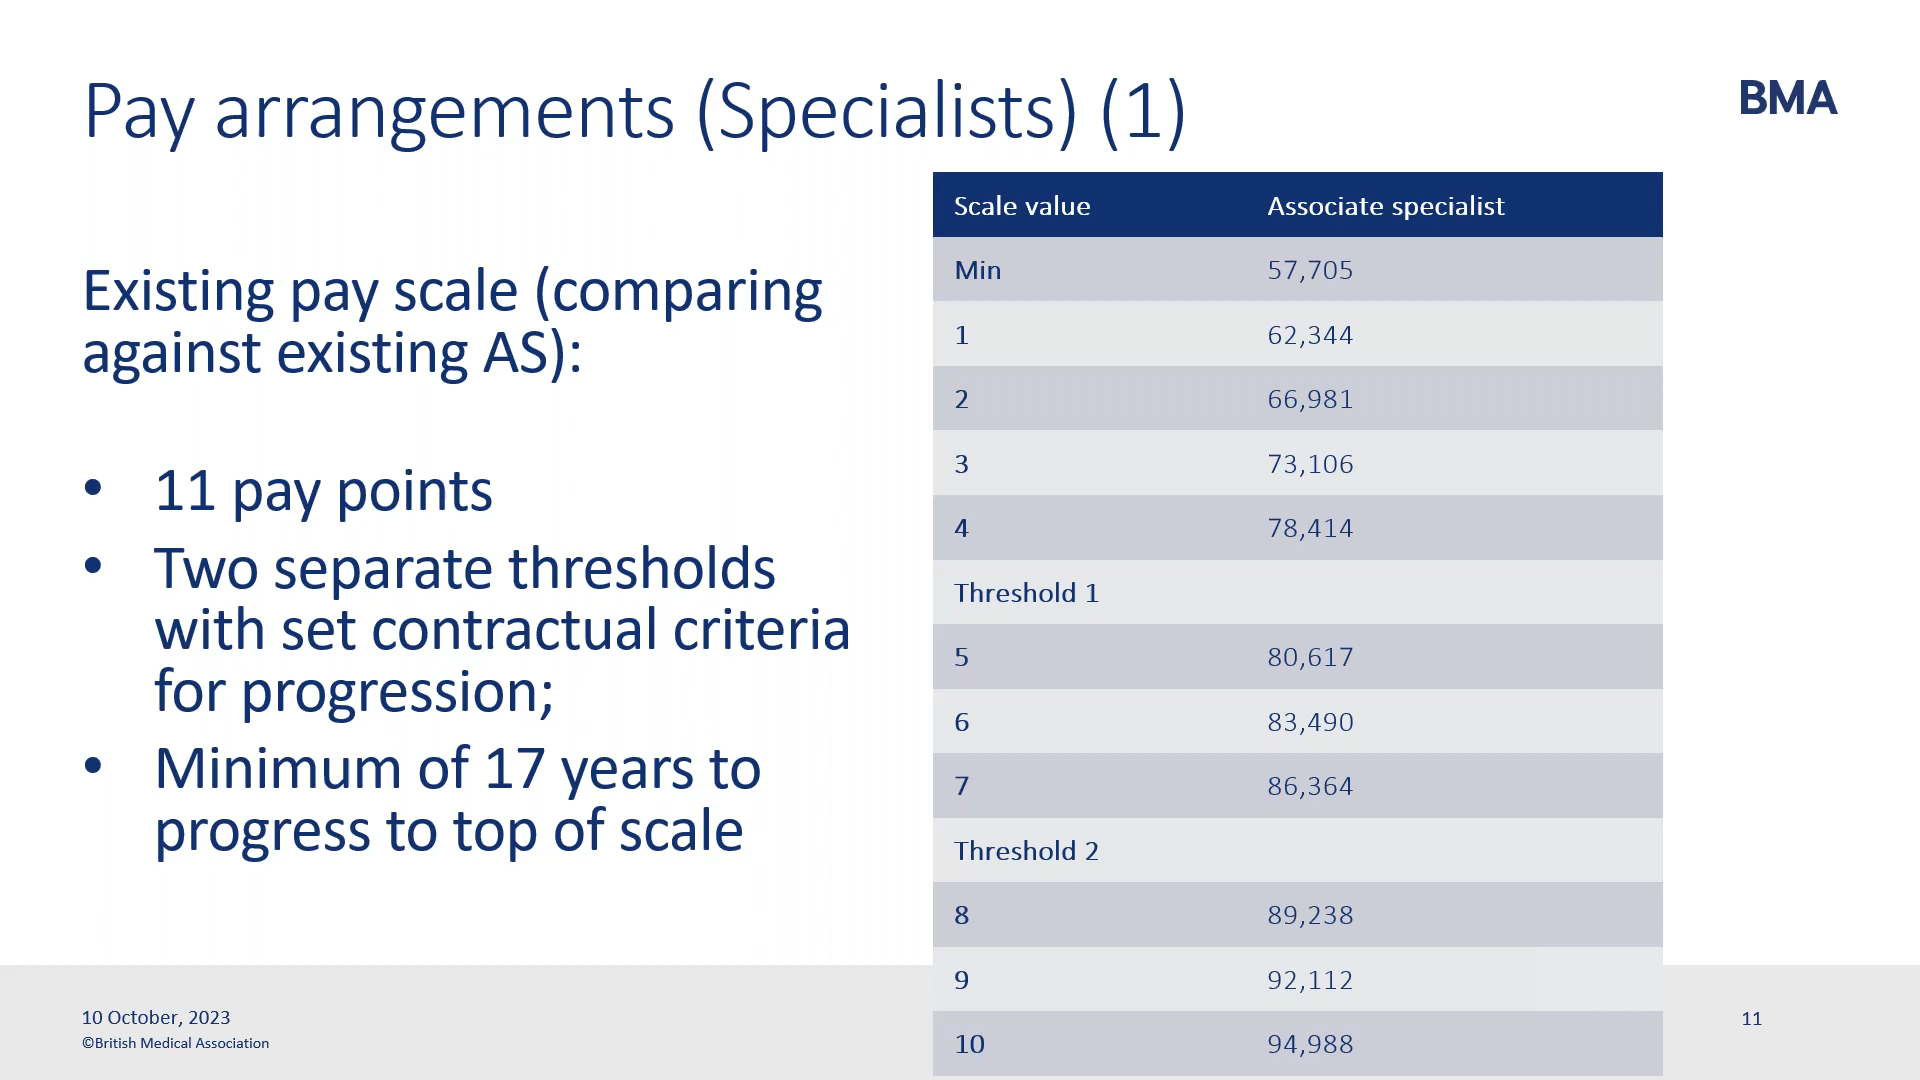 Pay arrangements (Specialists) (1)
BMA
Existing pay scale (comparing
against existing AS):
• 11 pay points
• Two separate thresholds
with set contractual criteria
for progression;
• Minimum of 17 years to
progress to top of scale
Scale value Associate specialist
Min 57,705
1 62,344
2 66,981
3 73,106
4 78,414
Threshold 1
5 80,617
6 83,490
7 86,364
Threshold 2
8 89,238
9 92,112
10 94,988
10 October, 2023
©British Medical Association
11